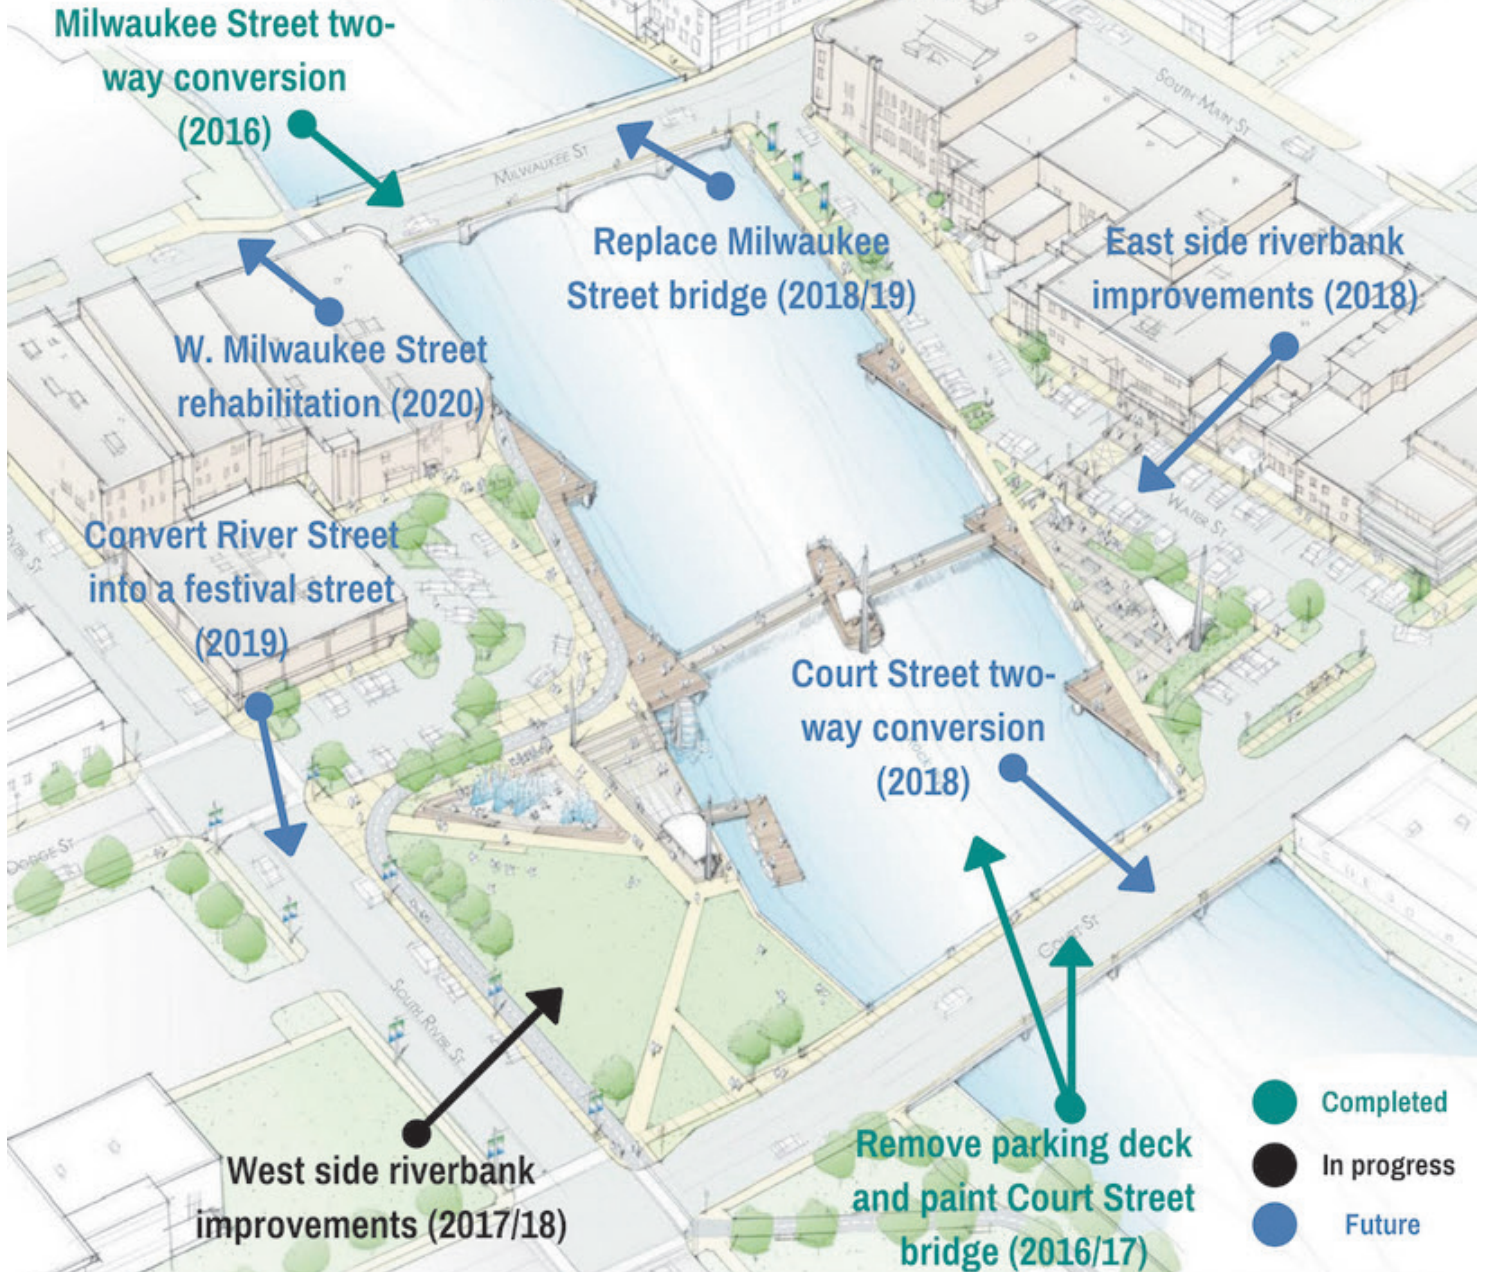 Milwaukee Street two-
way conversion
(2016)
SOUTH MAIN ST
MILWAUKEE ST
Replace Milwaukee
Street bridge (2018/19)
East side riverbank
improvements (2018)
W. Milwaukee Street
rehabilitation (2020)
WATER ST
RIVER ST
Convert River Street
into a festival street
(2019)
Court Street two-
way conversion
(2018)
DODGE ST
COURT ST
SOUTH RIVER ST
West side riverbank
improvements (2017/18)
Remove parking deck
and paint Court Street
bridge (2016/17)
Completed
In progress
Future